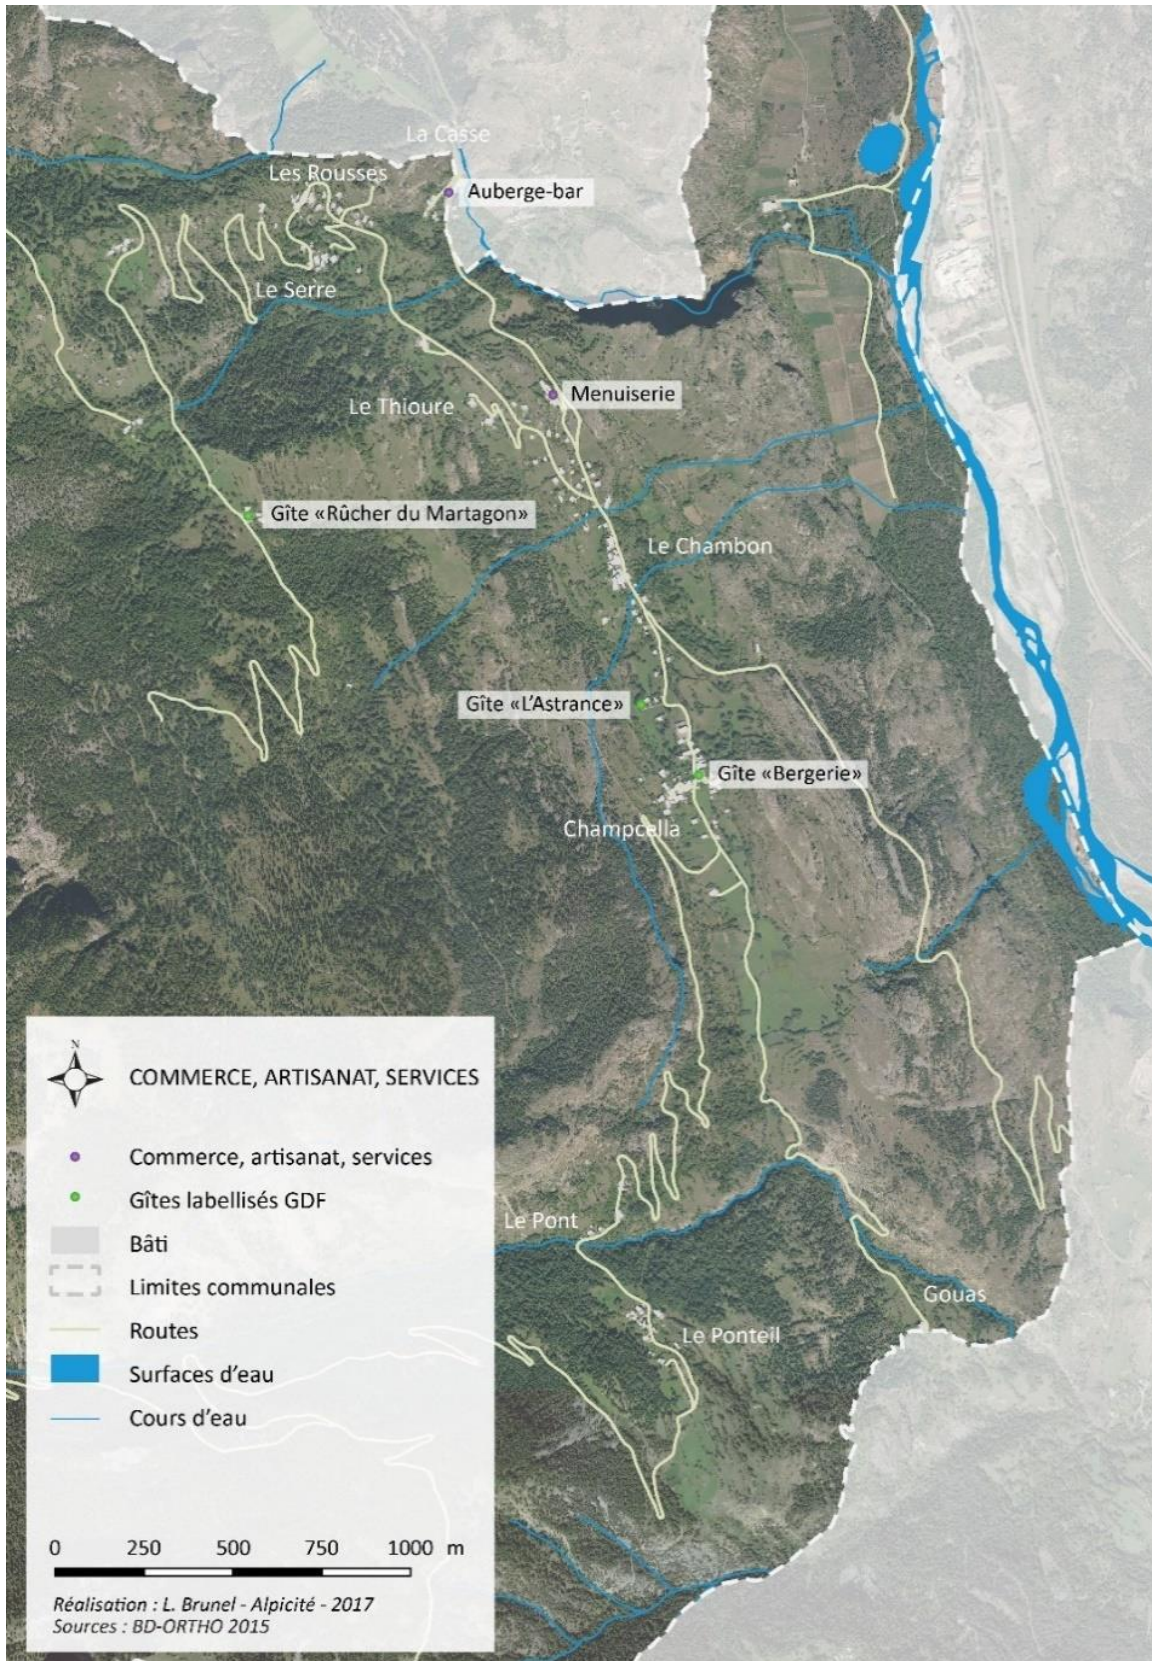 La Casse
Les Rousses
Auberge-bar
Le Serre
Menuiserie
Le Thioure
Gîte «Rûcher du Martagon»
Le Chambon
Gîte «L'Astrance»
Gîte «Bergerie»
Champcella
N
COMMERCE, ARTISANAT, SERVICES
Commerce, artisanat, services
Gîtes labellisés GDF
Bâti
Limites communales
Routes
Surfaces d'eau
Cours d'eau
Le Pont
Gouas
Le Ponteil
0 250 500 750 1000 m
Réalisation : L. Brunel - Alpicité - 2017
Sources : BD-ORTHO 2015